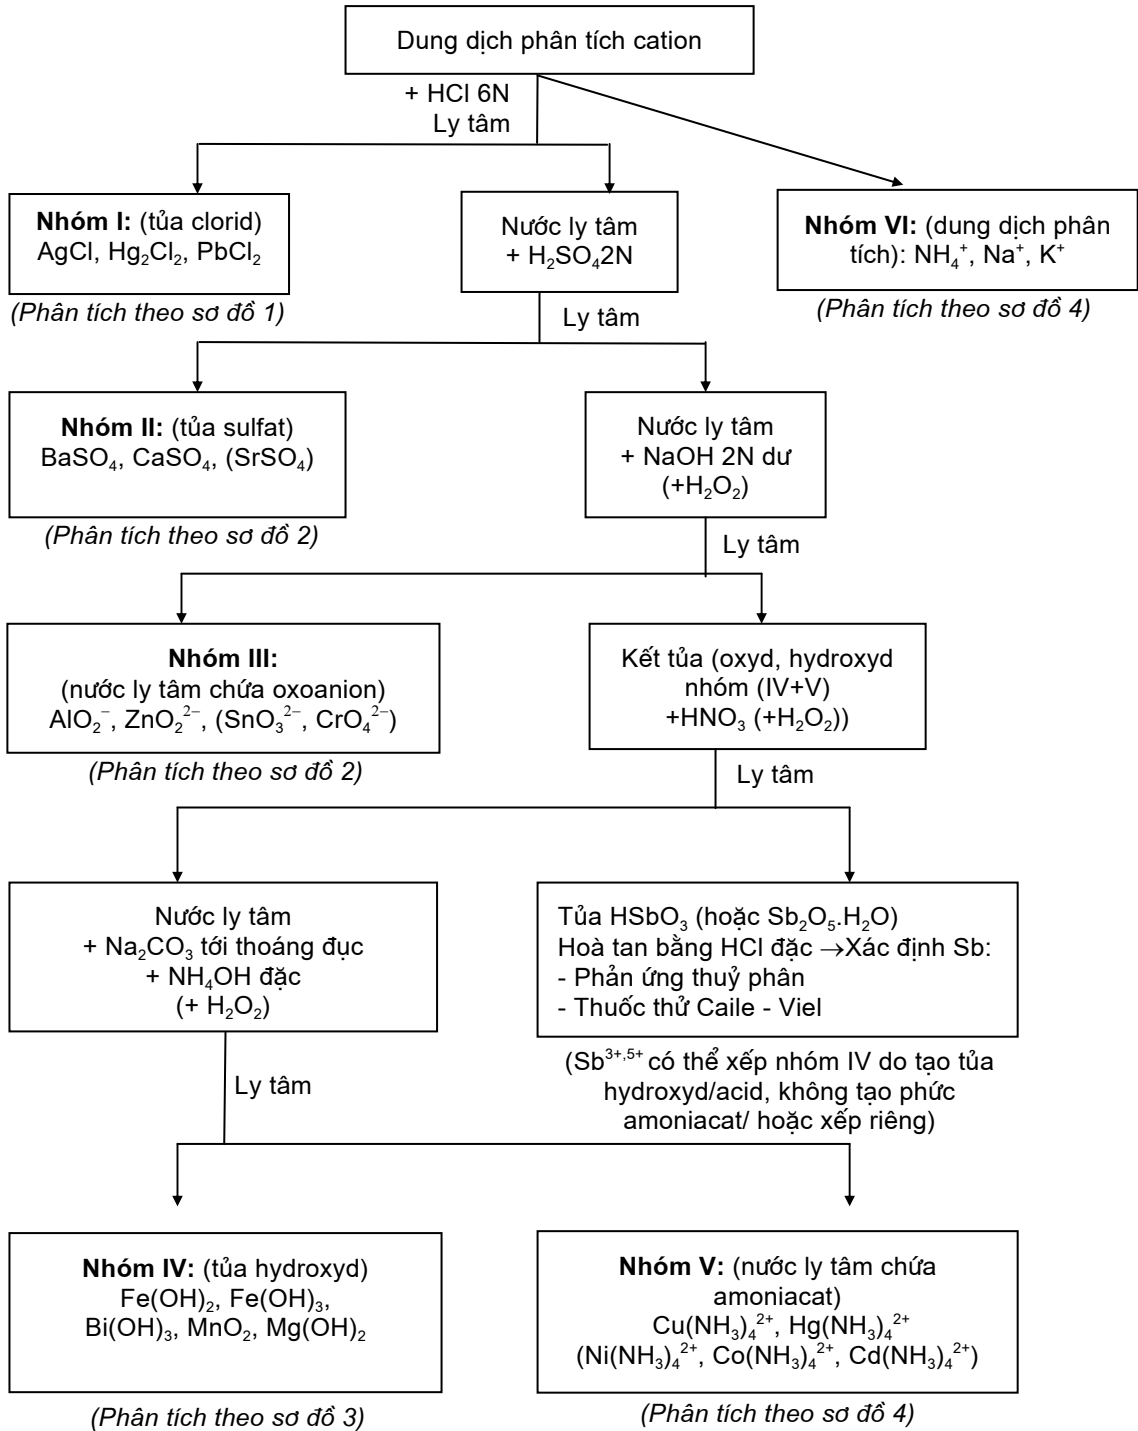 Dung dịch phân tích cation
+ HCl 6N
Ly tâm
Nhóm I: (tủa clorid)
AgCl, Hg₂Cl₂, PbCl₂
(Phân tích theo sơ đồ 1)
Nước ly tâm
+ H₂SO₄2N
Nhóm VI: (dung dịch phân
tích): NH₄⁺, Na⁺, K⁺
(Phân tích theo sơ đồ 4)
Ly tâm
Nhóm II: (tủa sulfat)
BaSO₄, CaSO₄, (SrSO₄)
(Phân tích theo sơ đồ 2)
Nước ly tâm
+ NaOH 2N dư
(+H₂O₂)
Ly tâm
Nhóm III:
(nước ly tâm chứa oxoanion)
AlO₂⁻, ZnO₂²⁻, (SnO₃²⁻, CrO₄²⁻)
(Phân tích theo sơ đồ 2)
Kết tủa (oxyd, hydroxyd
nhóm (IV+V)
+HNO₃ (+H₂O₂))
Ly tâm
Nước ly tâm
+ Na₂CO₃ tới thoáng đục
+ NH₄OH đặc
(+ H₂O₂)
Tủa HSbO₃ (hoặc Sb₂O₅.H₂O)
Hoà tan bằng HCl đặc →Xác định Sb:
- Phản ứng thuỷ phân
- Thuốc thử Caile - Viel
(Sb³⁺,⁵⁺ có thể xếp nhóm IV do tạo tủa
hydroxyd/acid, không tạo phức
amoniacat/ hoặc xếp riêng)
Ly tâm
Nhóm IV: (tủa hydroxyd)
Fe(OH)₂, Fe(OH)₃,
Bi(OH)₃, MnO₂, Mg(OH)₂
(Phân tích theo sơ đồ 3)
Nhóm V: (nước ly tâm chứa
amoniacat)
Cu(NH₃)₄²⁺, Hg(NH₃)₄²⁺
(Ni(NH₃)₄²⁺, Co(NH₃)₄²⁺, Cd(NH₃)₄²⁺)
(Phân tích theo sơ đồ 4)